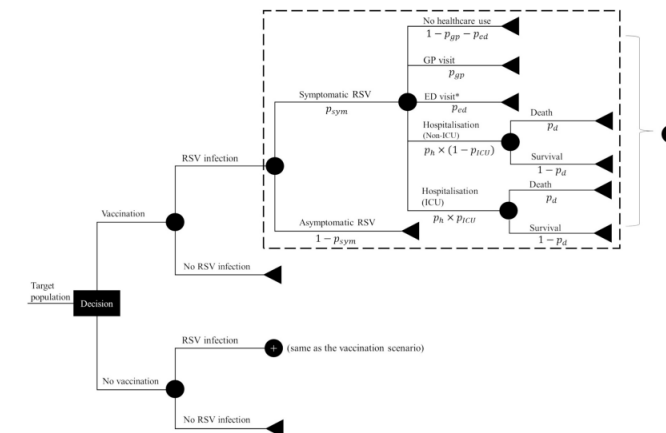 No healthcare use
1 − p_gp − p_ed
GP visit
p_gp
Symptomatic RSV
p_sym
ED visit*
p_ed
Hospitalisation
(Non-ICU)
p_h × (1 − p_ICU)
Death
p_d
Survival
1 − p_d
RSV infection
Hospitalisation
(ICU)
p_h × p_ICU
Death
p_d
Survival
1 − p_d
Asymptomatic RSV
1 − p_sym
Vaccination
No RSV infection
Target
population
Decision
RSV infection
+
(same as the vaccination scenario)
No vaccination
No RSV infection